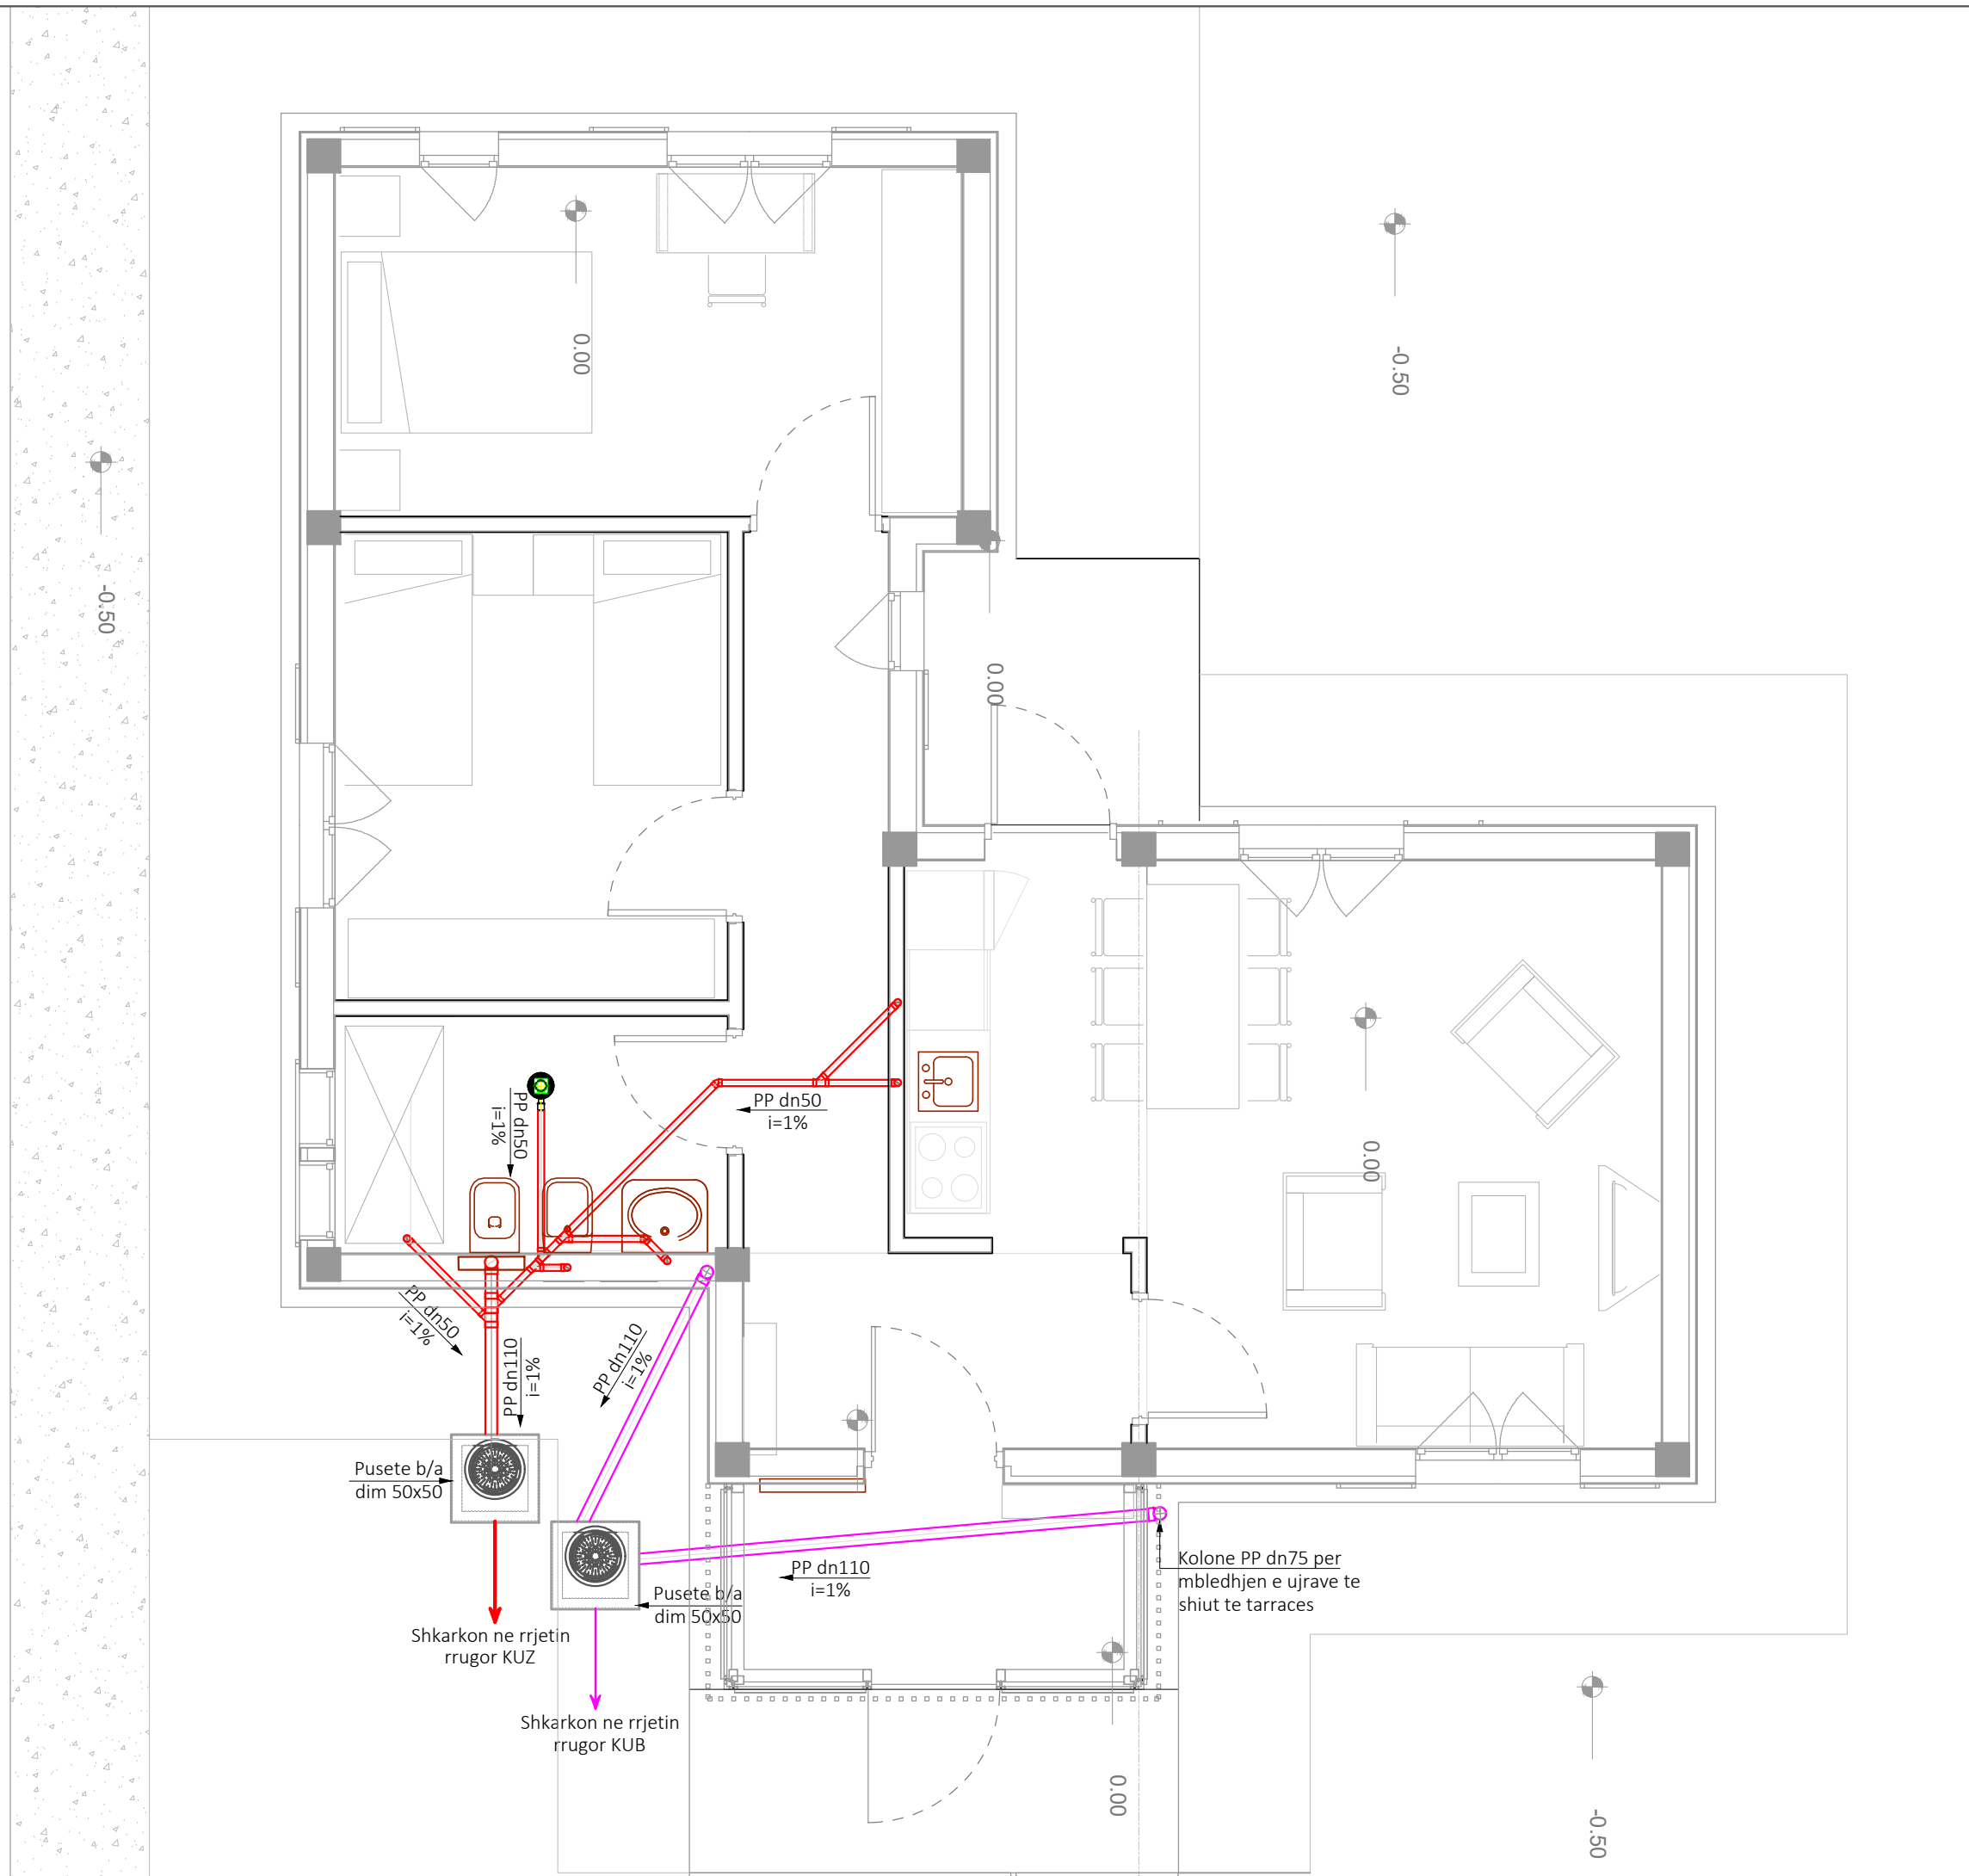 0.00
-0.50
-0.50
0.00
PP dn50
i=1%
PP dn50
i=1%
0.00
PP dn50
i=1%
PP dn110
i=1%
PP dn110
i=1%
Pusete b/a
dim 50x50
PP dn110
i=1%
Pusete b/a
dim 50x50
Kolone PP dn75 per
mbledhjen e ujrave te
shiut te tarraces
Shkarkon ne rrjetin
rrugor KUZ
Shkarkon ne rrjetin
rrugor KUB
0.00
-0.50